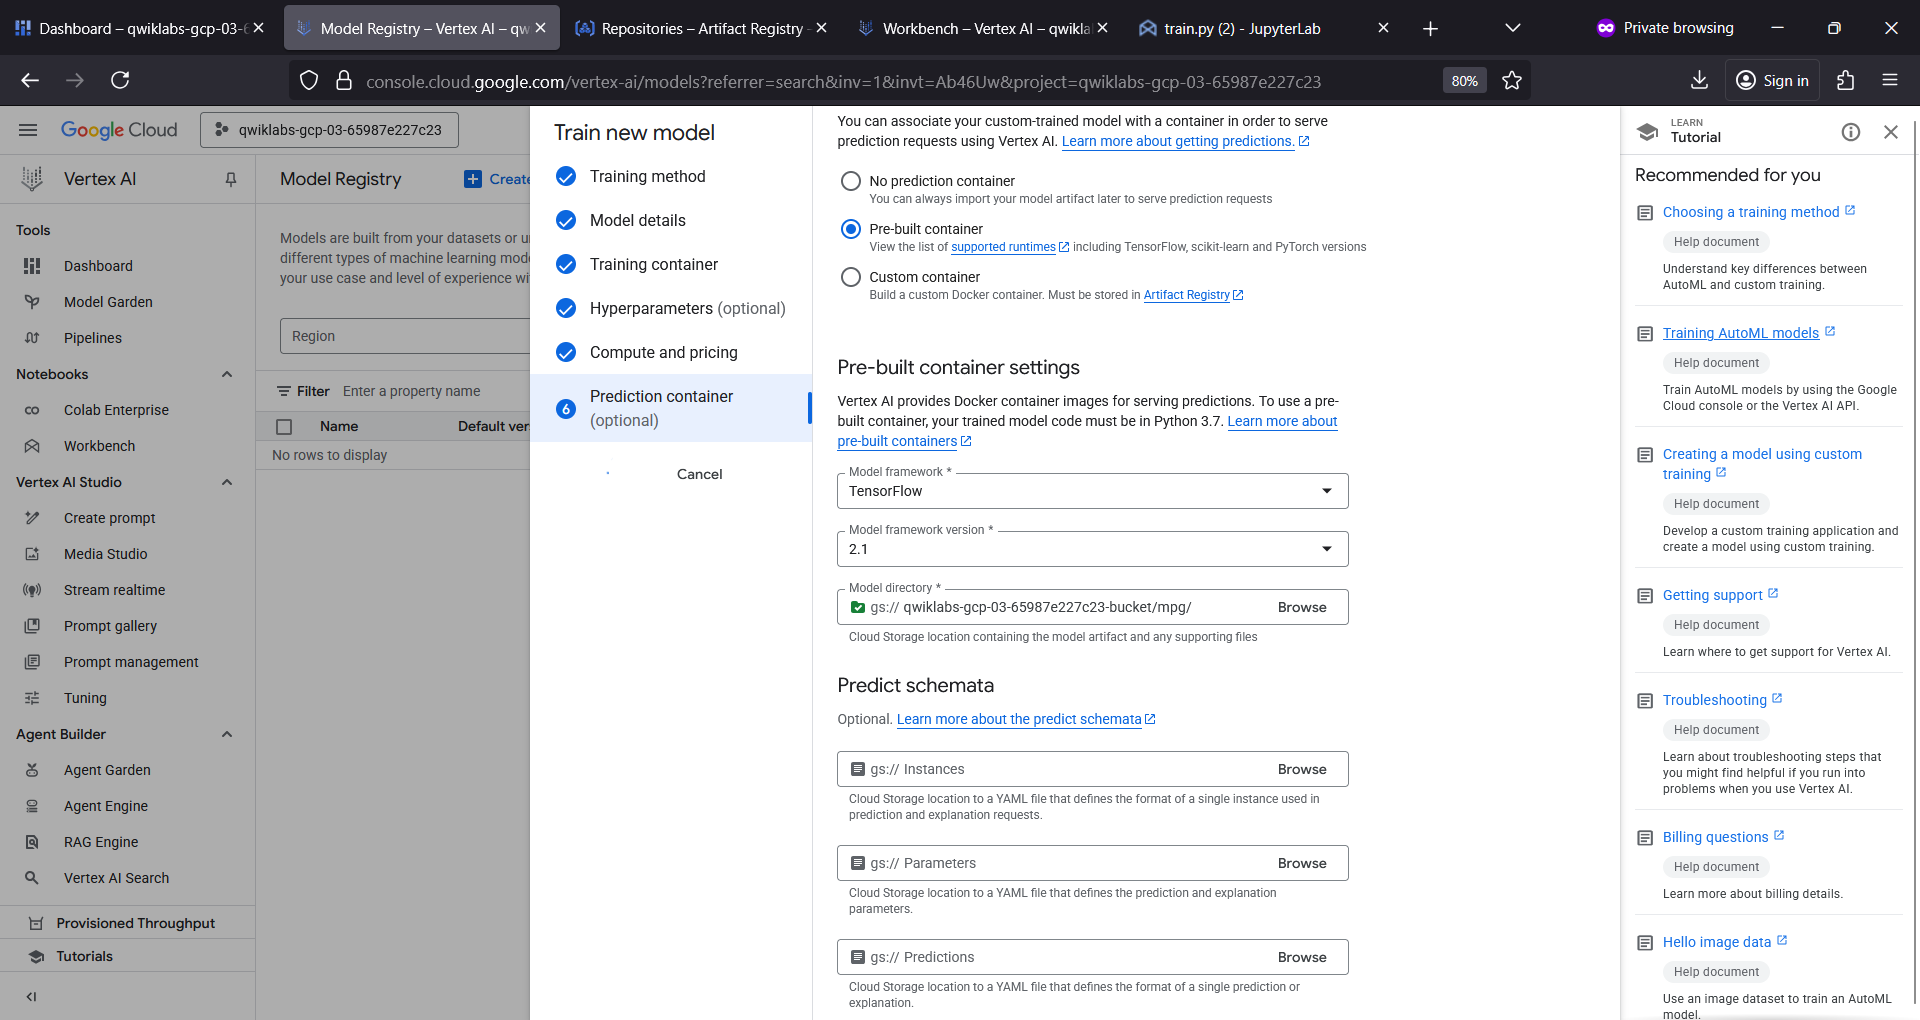 Dashboard – qwiklabs-gcp-03-6
Model Registry – Vertex AI – qw
Repositories – Artifact Registry
Workbench – Vertex AI – qwikla
train.py (2) - JupyterLab
Private browsing
console.cloud.google.com/vertex-ai/models?referrer=search&inv=1&invt=Ab46Uw&project=qwiklabs-gcp-03-65987e227c23
80%
Sign in
Google Cloud
qwiklabs-gcp-03-65987e227c23
Vertex AI
Tools
Dashboard
Model Garden
Pipelines
Notebooks
Colab Enterprise
Workbench
Vertex AI Studio
Create prompt
Media Studio
Stream realtime
Prompt gallery
Prompt management
Tuning
Agent Builder
Agent Garden
Agent Engine
RAG Engine
Vertex AI Search
Provisioned Throughput
Tutorials
Model Registry
Create
Models are built from your datasets or un
different types of machine learning mode
your use case and level of experience wi
Region
Filter Enter a property name
Name Default ver
No rows to display
Train new model
Training method
Model details
Training container
Hyperparameters (optional)
Compute and pricing
6 Prediction container
(optional)
Cancel
You can associate your custom-trained model with a container in order to serve
prediction requests using Vertex AI. Learn more about getting predictions.
No prediction container
You can always import your model artifact later to serve prediction requests
Pre-built container
View the list of supported runtimes including TensorFlow, scikit-learn and PyTorch versions
Custom container
Build a custom Docker container. Must be stored in Artifact Registry
Pre-built container settings
Vertex AI provides Docker container images for serving predictions. To use a pre-
built container, your trained model code must be in Python 3.7. Learn more about
pre-built containers
Model framework *
TensorFlow
Model framework version *
2.1
Model directory *
gs:// qwiklabs-gcp-03-65987e227c23-bucket/mpg/ Browse
Cloud Storage location containing the model artifact and any supporting files
Predict schemata
Optional. Learn more about the predict schemata
gs:// Instances Browse
Cloud Storage location to a YAML file that defines the format of a single instance used in
prediction and explanation requests.
gs:// Parameters Browse
Cloud Storage location to a YAML file that defines the prediction and explanation
parameters.
gs:// Predictions Browse
Cloud Storage location to a YAML file that defines the format of a single prediction or
explanation.
LEARN
Tutorial
Recommended for you
Choosing a training method
Help document
Understand key differences between
AutoML and custom training.
Training AutoML models
Help document
Train AutoML models by using the Google
Cloud console or the Vertex AI API.
Creating a model using custom
training
Help document
Develop a custom training application and
create a model using custom training.
Getting support
Help document
Learn where to get support for Vertex AI.
Troubleshooting
Help document
Learn about troubleshooting steps that
you might find helpful if you run into
problems when you use Vertex AI.
Billing questions
Help document
Learn more about billing details.
Hello image data
Help document
Use an image dataset to train an AutoML
model.